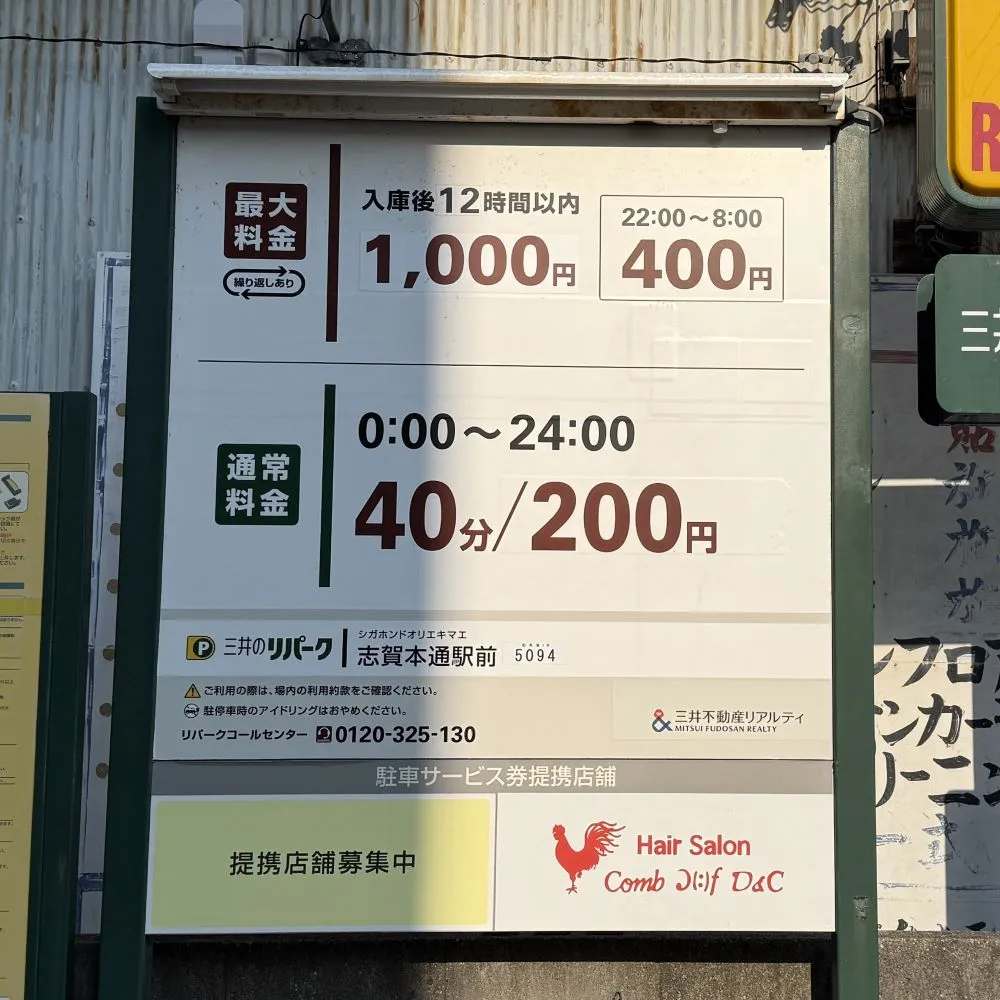 最大
料金
繰り返しあり
入庫後12時間以内
1,000円
22:00～8:00
400円
通常
料金
0:00～24:00
40分/200円
P 三井のリパーク
シガホンドオリエキマエ
志賀本通駅前
5094
ご利用の際は、場内の利用約款をご確認ください。
駐停車時のアイドリングはおやめください。
リパークコールセンター 0120-325-130
三井不動産リアルティ
MITSUI FUDOSAN REALTY
駐車サービス券提携店舗
提携店舗募集中
Hair Salon
Comb
D&C
R
三井